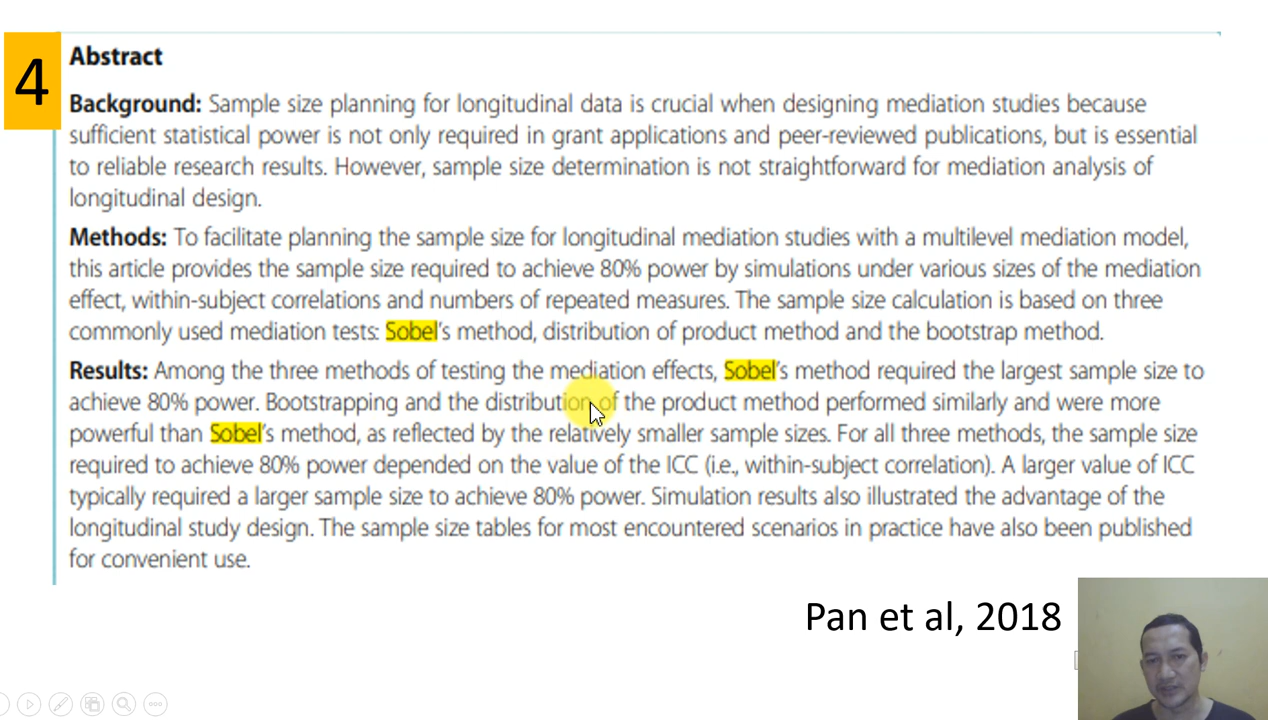 4
Abstract
Background: Sample size planning for longitudinal data is crucial when designing mediation studies because
sufficient statistical power is not only required in grant applications and peer-reviewed publications, but is essential
to reliable research results. However, sample size determination is not straightforward for mediation analysis of
longitudinal design.
Methods: To facilitate planning the sample size for longitudinal mediation studies with a multilevel mediation model,
this article provides the sample size required to achieve 80% power by simulations under various sizes of the mediation
effect, within-subject correlations and numbers of repeated measures. The sample size calculation is based on three
commonly used mediation tests: Sobel's method, distribution of product method and the bootstrap method.
Results: Among the three methods of testing the mediation effects, Sobel's method required the largest sample size to
achieve 80% power. Bootstrapping and the distribution of the product method performed similarly and were more
powerful than Sobel's method, as reflected by the relatively smaller sample sizes. For all three methods, the sample size
required to achieve 80% power depended on the value of the ICC (i.e., within-subject correlation). A larger value of ICC
typically required a larger sample size to achieve 80% power. Simulation results also illustrated the advantage of the
longitudinal study design. The sample size tables for most encountered scenarios in practice have also been published
for convenient use.
Pan et al, 2018